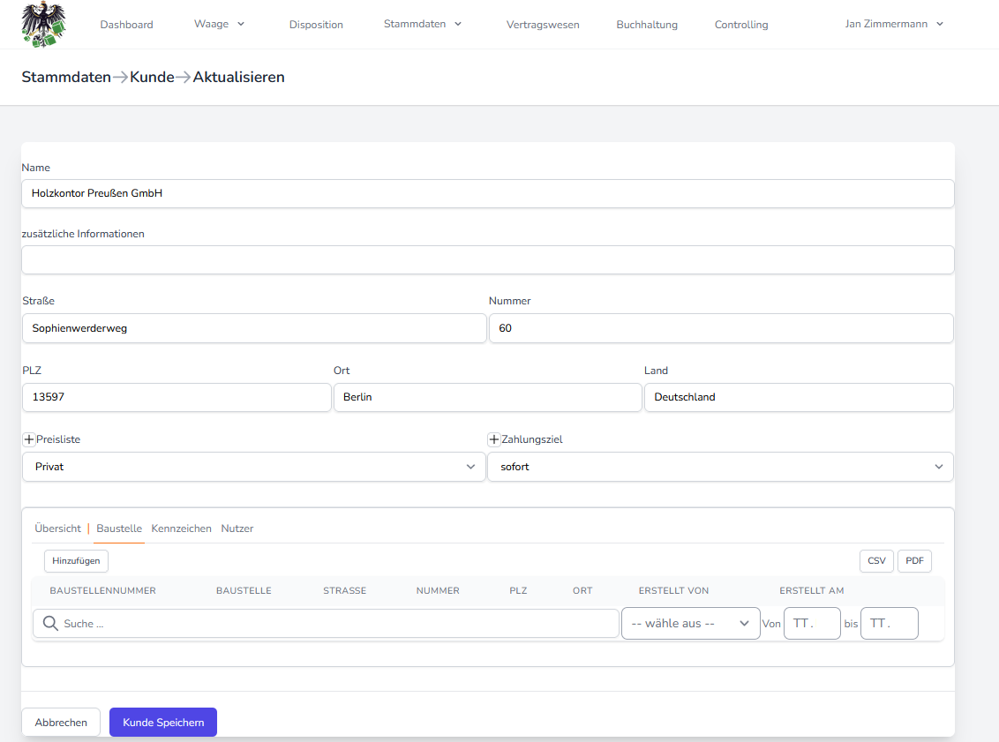 Dashboard Waage Disposition Stammdaten Vertragswesen Buchhaltung Controlling Jan Zimmermann
Stammdaten→Kunde→Aktualisieren
Name
Holzkontor Preußen GmbH
zusätzliche Informationen
Straße Nummer
Sophienwerderweg 60
PLZ Ort Land
13597 Berlin Deutschland
+Preisliste +Zahlungsziel
Privat sofort
Übersicht | Baustelle Kennzeichen Nutzer
Hinzufügen CSV PDF
BAUSTELLENNUMMER BAUSTELLE STRASSE NUMMER PLZ ORT ERSTELLT VON ERSTELLT AM
Suche ... -- wähle aus -- Von TT . bis TT .
Abbrechen Kunde Speichern